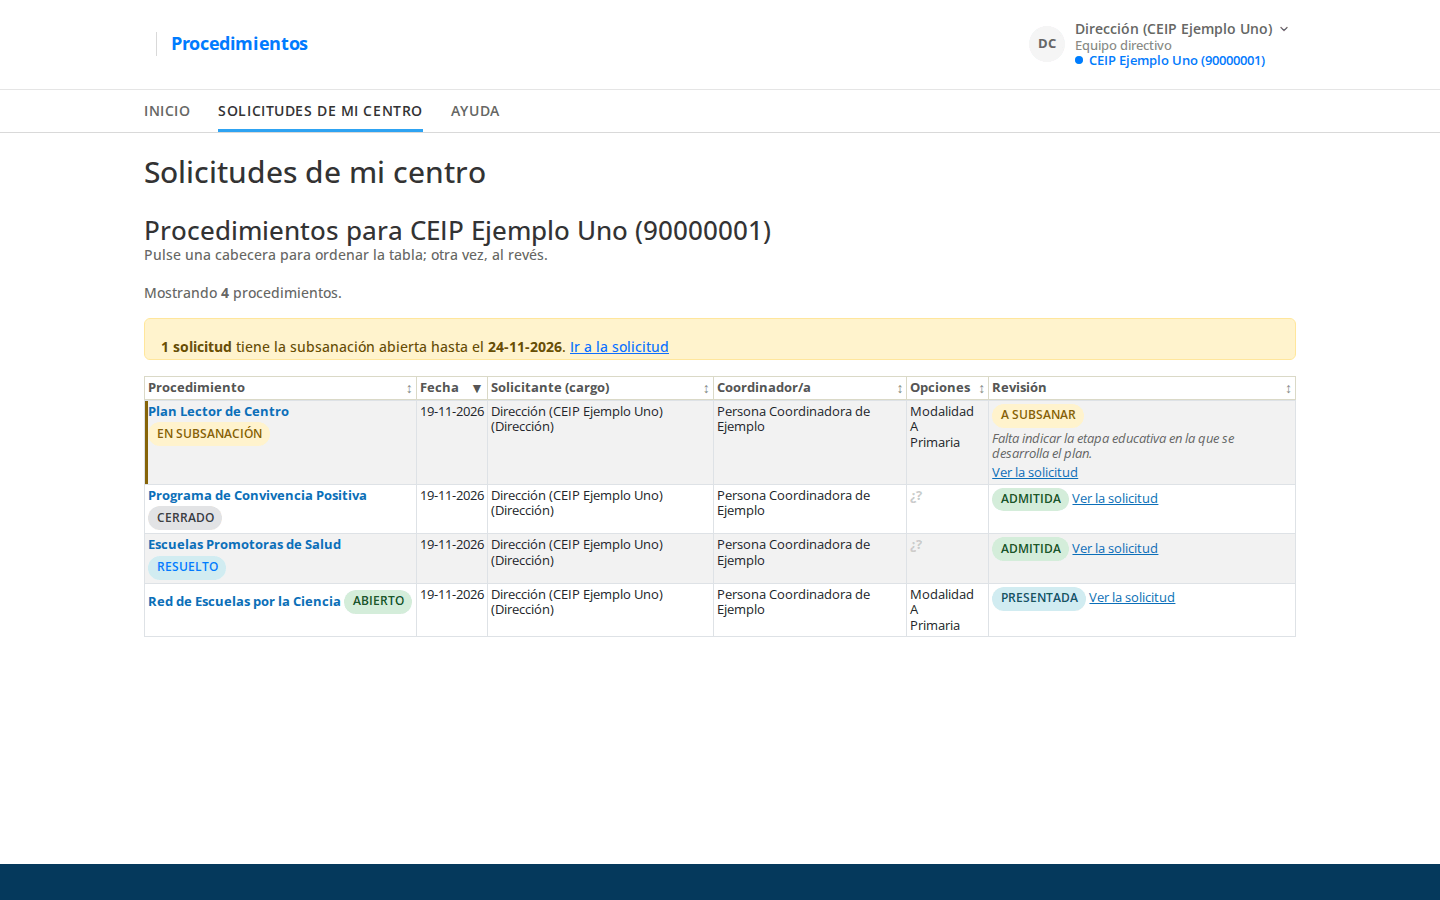 Procedimientos
DC
Dirección (CEIP Ejemplo Uno)
Equipo directivo
CEIP Ejemplo Uno (90000001)
INICIO
SOLICITUDES DE MI CENTRO
AYUDA
Solicitudes de mi centro
Procedimientos para CEIP Ejemplo Uno (90000001)
Pulse una cabecera para ordenar la tabla; otra vez, al revés.
Mostrando 4 procedimientos.
1 solicitud tiene la subsanación abierta hasta el 24-11-2026. Ir a la solicitud
Procedimiento ↕ Fecha ▼ Solicitante (cargo) ↕ Coordinador/a ↕ Opciones ↕ Revisión ↕
Plan Lector de Centro
EN SUBSANACIÓN
19-11-2026
Dirección (CEIP Ejemplo Uno)
(Dirección)
Persona Coordinadora de
Ejemplo
Modalidad
A
Primaria
A SUBSANAR
Falta indicar la etapa educativa en la que se
desarrolla el plan.
Ver la solicitud
Programa de Convivencia Positiva
CERRADO
19-11-2026
Dirección (CEIP Ejemplo Uno)
(Dirección)
Persona Coordinadora de
Ejemplo
¿?
ADMITIDA Ver la solicitud
Escuelas Promotoras de Salud
RESUELTO
19-11-2026
Dirección (CEIP Ejemplo Uno)
(Dirección)
Persona Coordinadora de
Ejemplo
¿?
ADMITIDA Ver la solicitud
Red de Escuelas por la Ciencia ABIERTO
19-11-2026
Dirección (CEIP Ejemplo Uno)
(Dirección)
Persona Coordinadora de
Ejemplo
Modalidad
A
Primaria
PRESENTADA Ver la solicitud